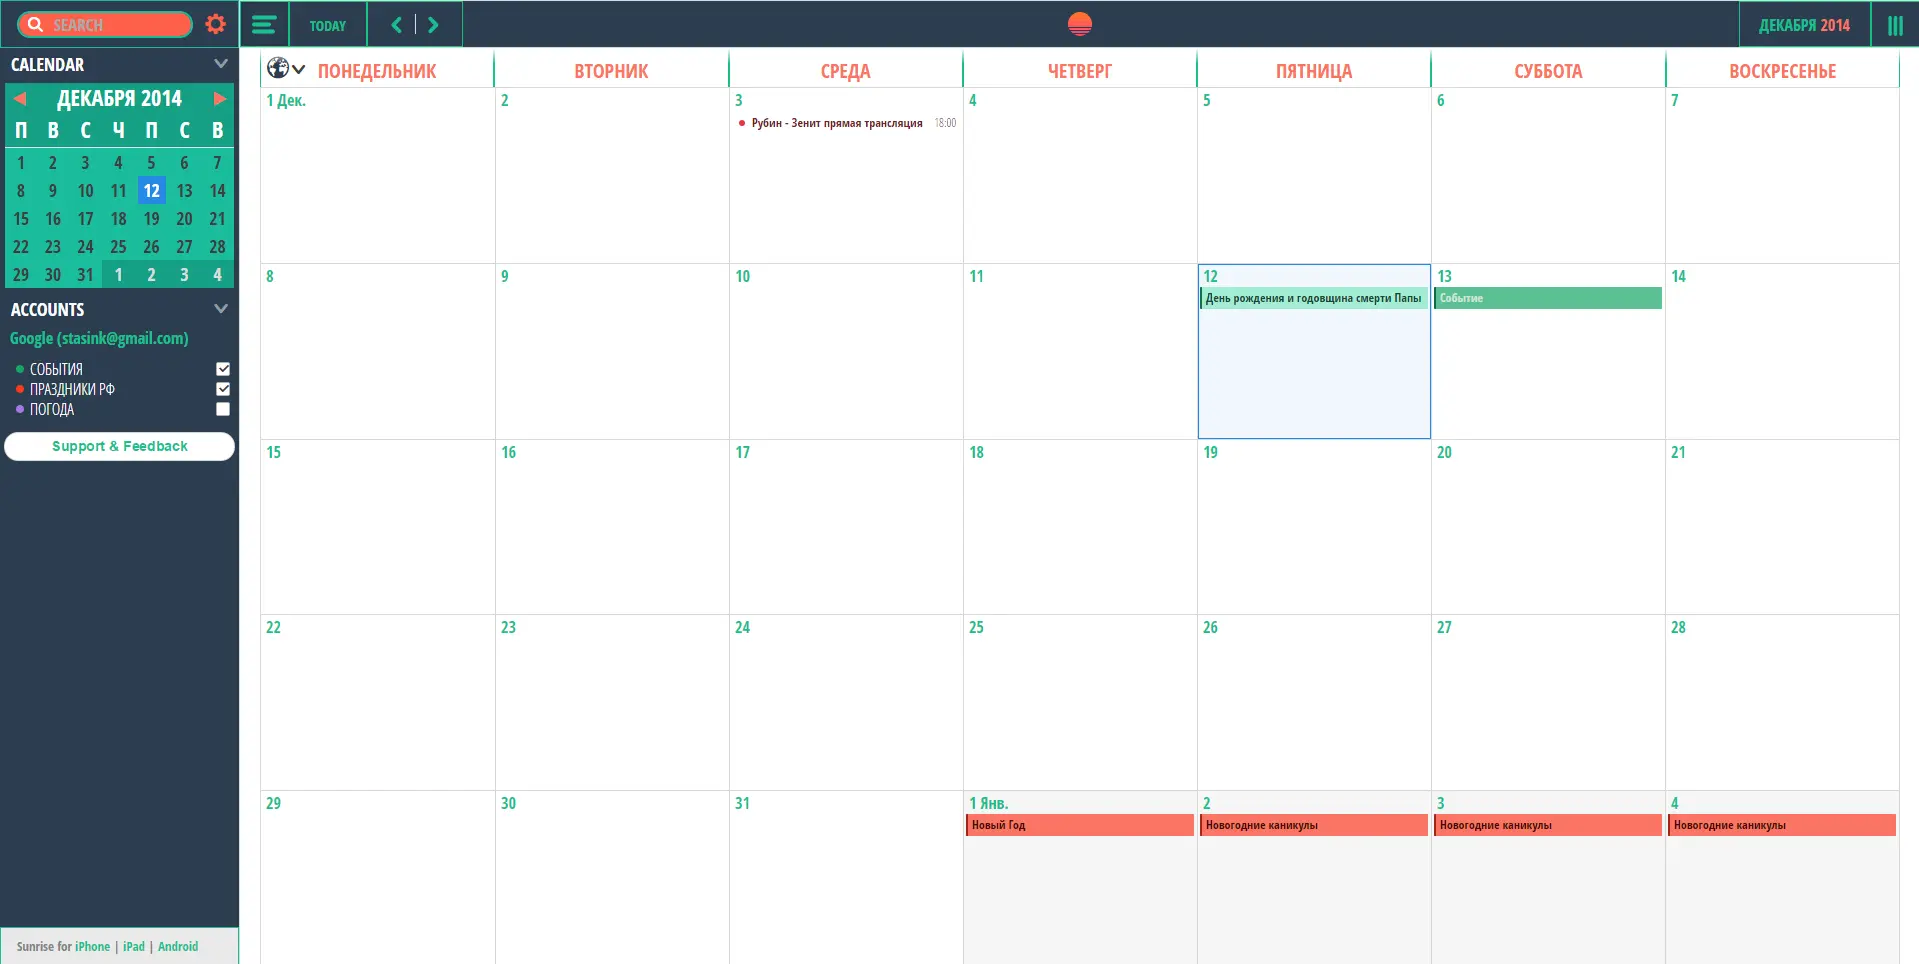 SEARCH
TODAY
ДЕКАБРЯ 2014
CALENDAR
ДЕКАБРЯ 2014
П В С Ч П С В
1 2 3 4 5 6 7
8 9 10 11 12 13 14
15 16 17 18 19 20 21
22 23 24 25 26 27 28
29 30 31 1 2 3 4
ACCOUNTS
Google (stasink@gmail.com)
СОБЫТИЯ
ПРАЗДНИКИ РФ
ПОГОДА
Support & Feedback
Sunrise for iPhone | iPad | Android
ПОНЕДЕЛЬНИК ВТОРНИК СРЕДА ЧЕТВЕРГ ПЯТНИЦА СУББОТА ВОСКРЕСЕНЬЕ
1 Дек. 2 3 4 5 6 7
Рубин - Зенит прямая трансляция 18:00
8 9 10 11 12 13 14
День рождения и годовщина смерти Папы Событие
15 16 17 18 19 20 21
22 23 24 25 26 27 28
29 30 31 1 Янв. 2 3 4
Новый Год Новогодние каникулы Новогодние каникулы Новогодние каникулы